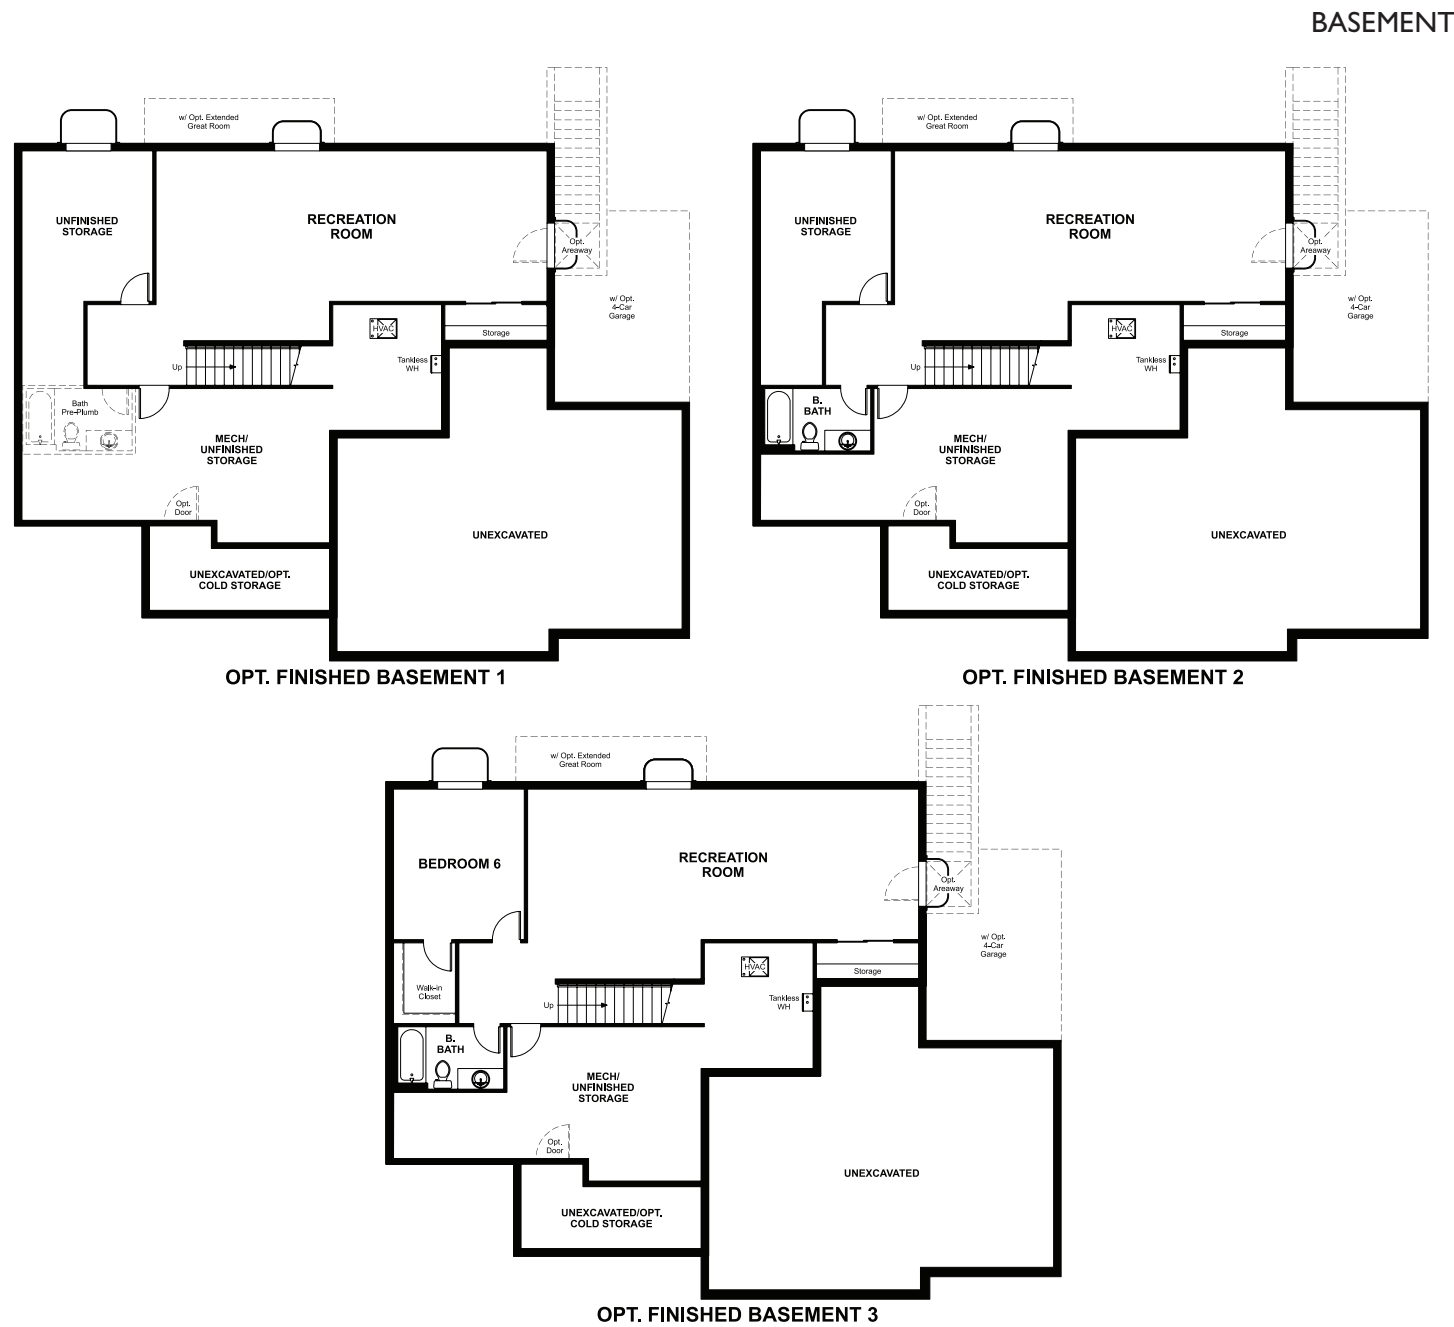 BASEMENT
w/ Opt. Extended
Great Room
UNFINISHED
STORAGE
RECREATION
ROOM
Opt.
Areaway
w/ Opt.
4-Car
Garage
HVAC
Storage
Up
Tankless
WH
Bath
Pre-Plumb
MECH/
UNFINISHED
STORAGE
Opt.
Door
UNEXCAVATED
UNEXCAVATED/OPT.
COLD STORAGE
OPT. FINISHED BASEMENT 1
w/ Opt. Extended
Great Room
UNFINISHED
STORAGE
RECREATION
ROOM
Opt.
Areaway
w/ Opt.
4-Car
Garage
HVAC
Storage
Up
Tankless
WH
B.
BATH
MECH/
UNFINISHED
STORAGE
Opt.
Door
UNEXCAVATED
UNEXCAVATED/OPT.
COLD STORAGE
OPT. FINISHED BASEMENT 2
w/ Opt. Extended
Great Room
BEDROOM 6
RECREATION
ROOM
Opt.
Areaway
w/ Opt.
4-Car
Garage
HVAC
Storage
Walk-in
Closet
Up
Tankless
WH
B.
BATH
MECH/
UNFINISHED
STORAGE
Opt.
Door
UNEXCAVATED
UNEXCAVATED/OPT.
COLD STORAGE
OPT. FINISHED BASEMENT 3